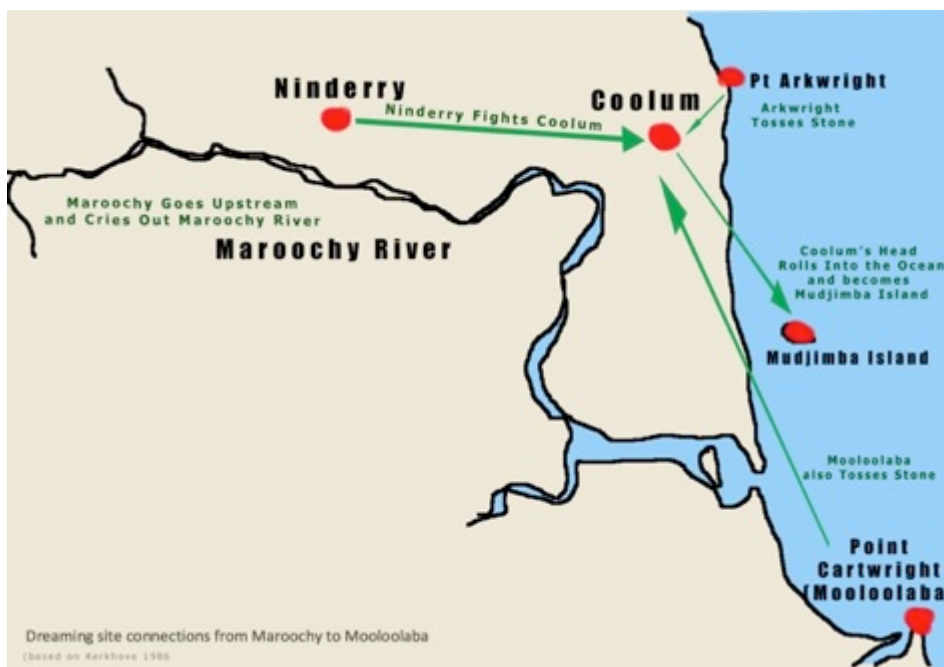 Ninderry
Ninderry Fights Coolum
Coolum
Pt Arkwright
Arkwright
Tosses Stone
Maroochy Goes Upstream
and Cries Out Maroochy River
Maroochy River
Coolum's Head
Rolls Into the Ocean
and becomes
Mudjimba Island
Mudjimba Island
Mooloolaba
also Tosses Stone
Point
Cartwright
(Mooloolaba
Dreaming site connections from Maroochy to Mooloolaba
(based on Kerkhove 1986